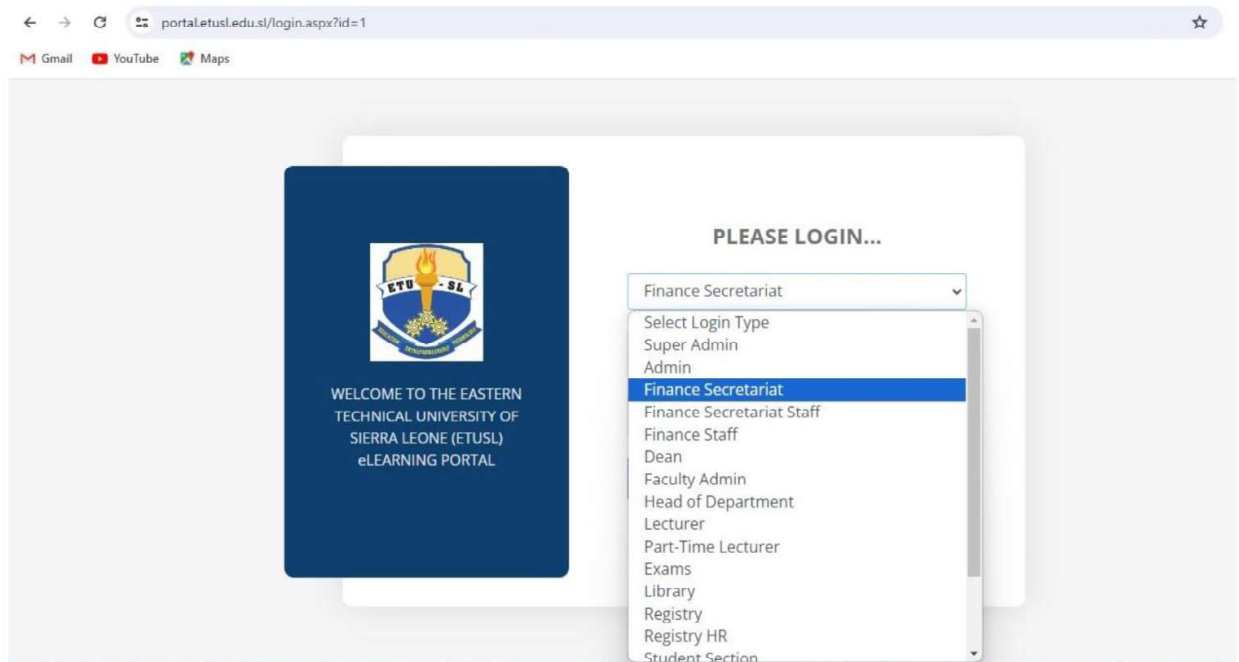 portal.etusl.edu.sl/login.aspx?id=1
Gmail YouTube Maps
ETU - SL
WELCOME TO THE EASTERN
TECHNICAL UNIVERSITY OF
SIERRA LEONE (ETUSL)
eLEARNING PORTAL
PLEASE LOGIN...
Finance Secretariat
Select Login Type
Super Admin
Admin
Finance Secretariat
Finance Secretariat Staff
Finance Staff
Dean
Faculty Admin
Head of Department
Lecturer
Part-Time Lecturer
Exams
Library
Registry
Registry HR
Student Section